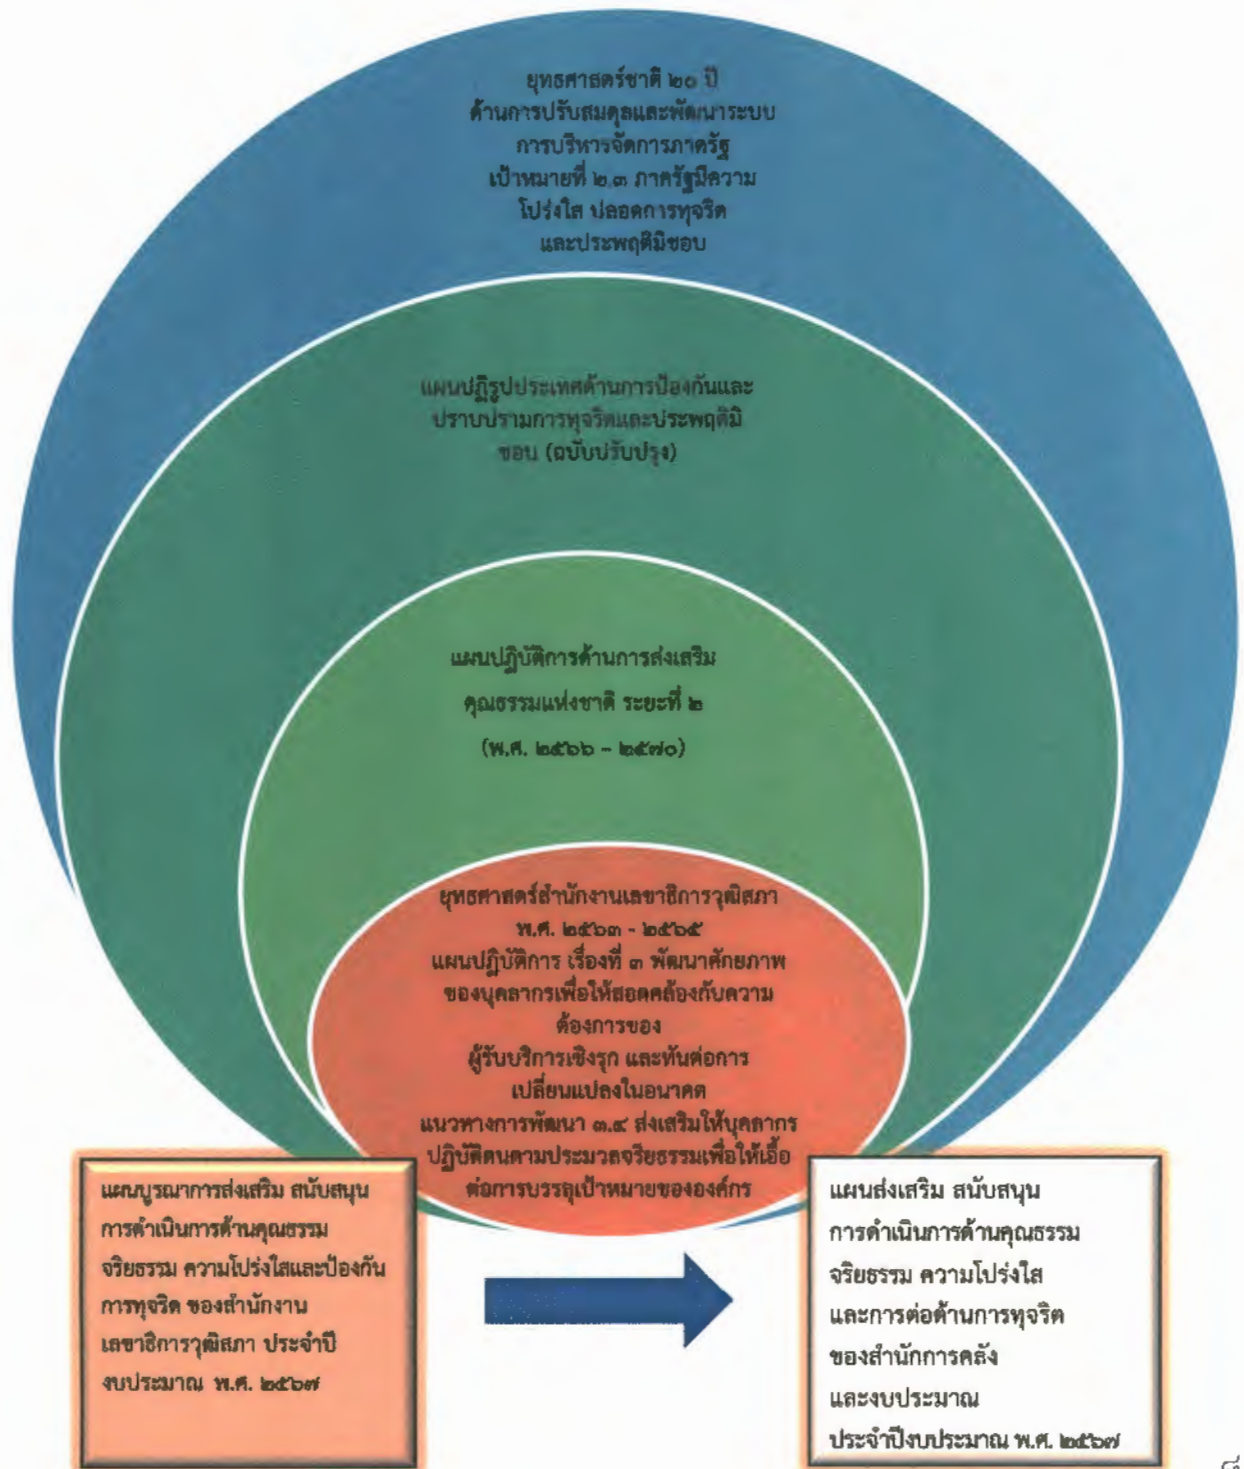 ยุทธศาสตร์ชาติ ๒๐ ปี
ด้านการปรับสมดุลและพัฒนาระบบ
การบริหารจัดการภาครัฐ
เป้าหมายที่ ๒.๓ ภาครัฐมีความ
โปร่งใส ปลอดการทุจริต
และประพฤติมิชอบ
แผนปฏิรูปประเทศด้านการป้องกันและ
ปราบปรามการทุจริตและประพฤติมิ
ชอบ (ฉบับปรับปรุง)
แผนปฏิบัติการด้านการส่งเสริม
คุณธรรมแห่งชาติ ระยะที่ ๒
(พ.ศ. ๒๕๖๖ - ๒๕๗๐)
ยุทธศาสตร์สำนักงานเลขาธิการวุฒิสภา
พ.ศ. ๒๕๖๓ - ๒๕๖๕
แผนปฏิบัติการ เรื่องที่ ๓ พัฒนาศักยภาพ
ของบุคลากรเพื่อให้สอดคล้องกับความ
ต้องการของ
ผู้รับบริการเชิงรุก และทันต่อการ
เปลี่ยนแปลงในอนาคต
แนวทางการพัฒนา ๓.๔ ส่งเสริมให้บุคลากร
ปฏิบัติตนตามประมวลจริยธรรมเพื่อให้เอื้อ
ต่อการบรรลุเป้าหมายขององค์กร
แผนบูรณาการส่งเสริม สนับสนุน
การดำเนินการด้านคุณธรรม
จริยธรรม ความโปร่งใสและป้องกัน
การทุจริต ของสำนักงาน
เลขาธิการวุฒิสภา ประจำปี
งบประมาณ พ.ศ. ๒๕๖๗
แผนส่งเสริม สนับสนุน
การดำเนินการด้านคุณธรรม
จริยธรรม ความโปร่งใส
และการต่อต้านการทุจริต
ของสำนักการคลัง
และงบประมาณ
ประจำปีงบประมาณ พ.ศ. ๒๕๖๗